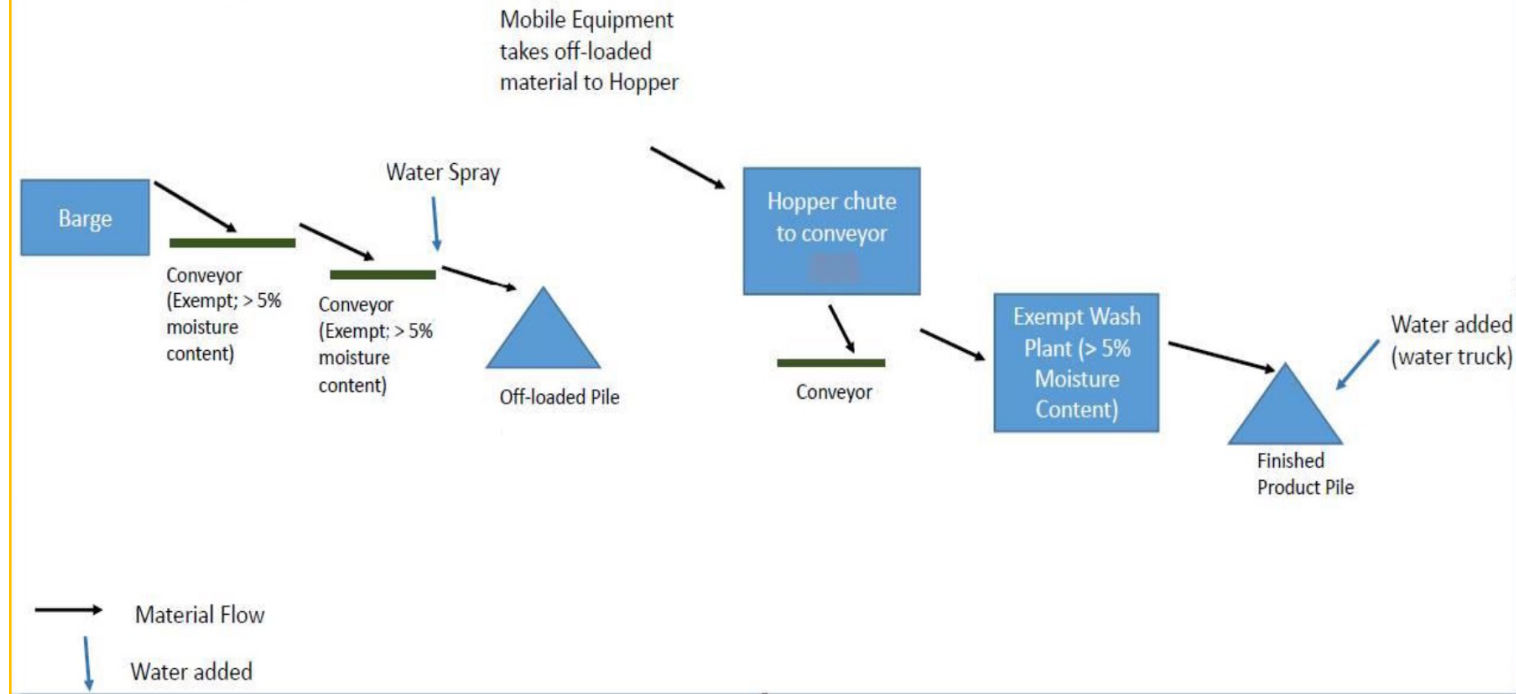 Mobile Equipment
takes off-loaded
material to Hopper
Water Spray
Barge
Conveyor
(Exempt; > 5%
moisture
content)
Conveyor
(Exempt; > 5%
moisture
content)
Off-loaded Pile
Hopper chute
to conveyor
Conveyor
Exempt Wash
Plant (> 5%
Moisture
Content)
Water added
(water truck)
Finished
Product Pile
Material Flow
Water added